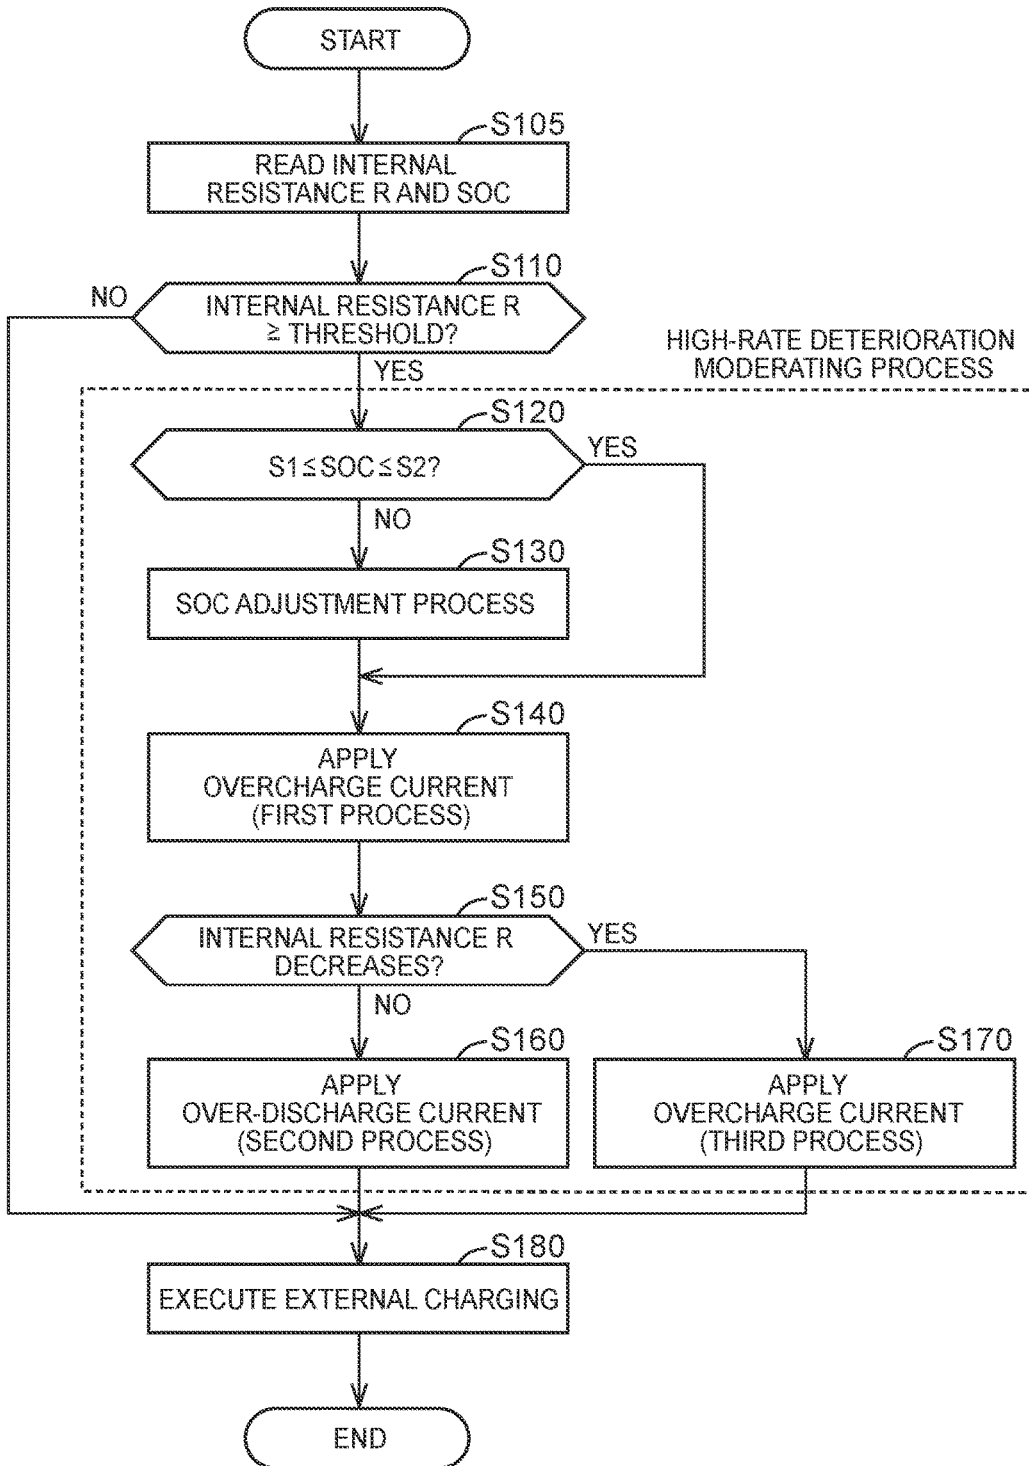 START
S105
READ INTERNAL
RESISTANCE R AND SOC
S110
NO
INTERNAL RESISTANCE R
≥ THRESHOLD?
YES
HIGH-RATE DETERIORATION
MODERATING PROCESS
S120
S1≤SOC≤S2?
YES
NO
S130
SOC ADJUSTMENT PROCESS
S140
APPLY
OVERCHARGE CURRENT
(FIRST PROCESS)
S150
INTERNAL RESISTANCE R
DECREASES?
YES
NO
S160
APPLY
OVER-DISCHARGE CURRENT
(SECOND PROCESS)
S170
APPLY
OVERCHARGE CURRENT
(THIRD PROCESS)
S180
EXECUTE EXTERNAL CHARGING
END